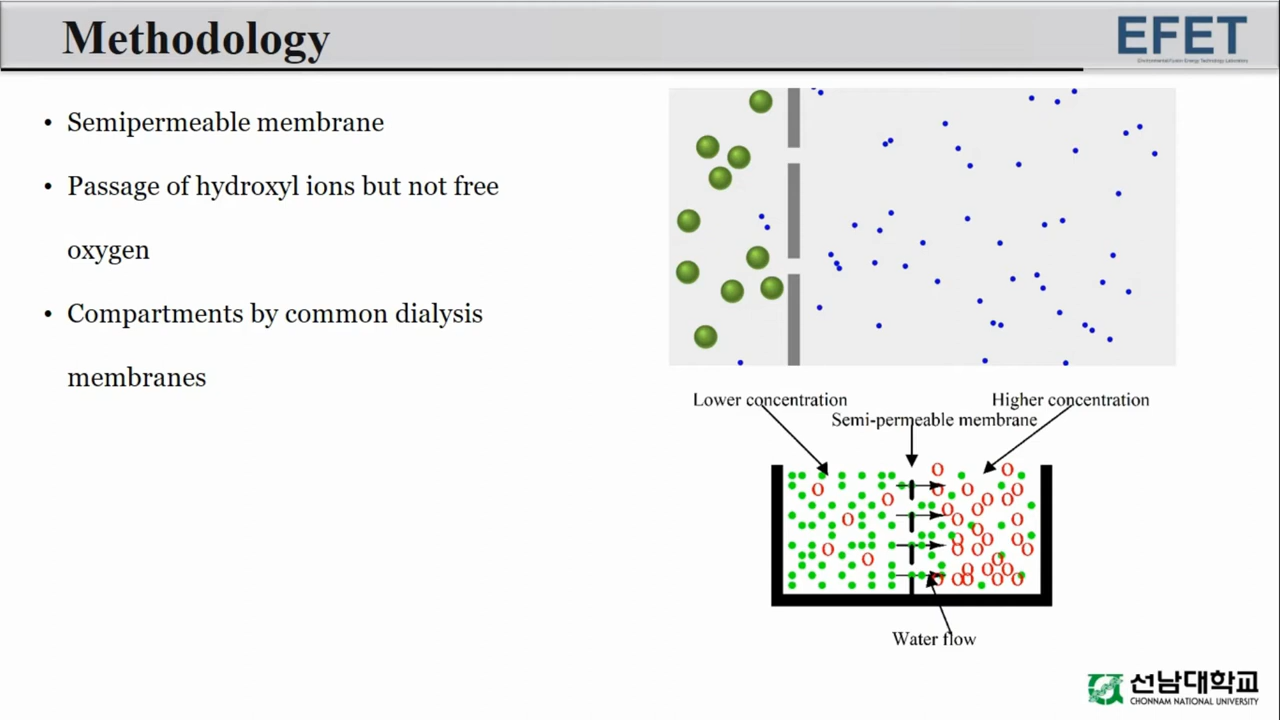 Methodology
EFET
• Semipermeable membrane
• Passage of hydroxyl ions but not free
oxygen
• Compartments by common dialysis
membranes
Lower concentration
Higher concentration
Semi-permeable membrane
Water flow
전남대학교
CHONNAM NATIONAL UNIVERSITY